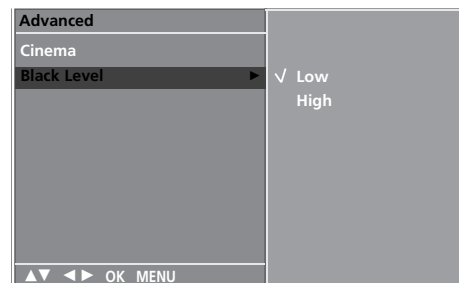 Advanced
Cinema
Black Level ►
√ Low
High
▲▼ ◄► OK MENU